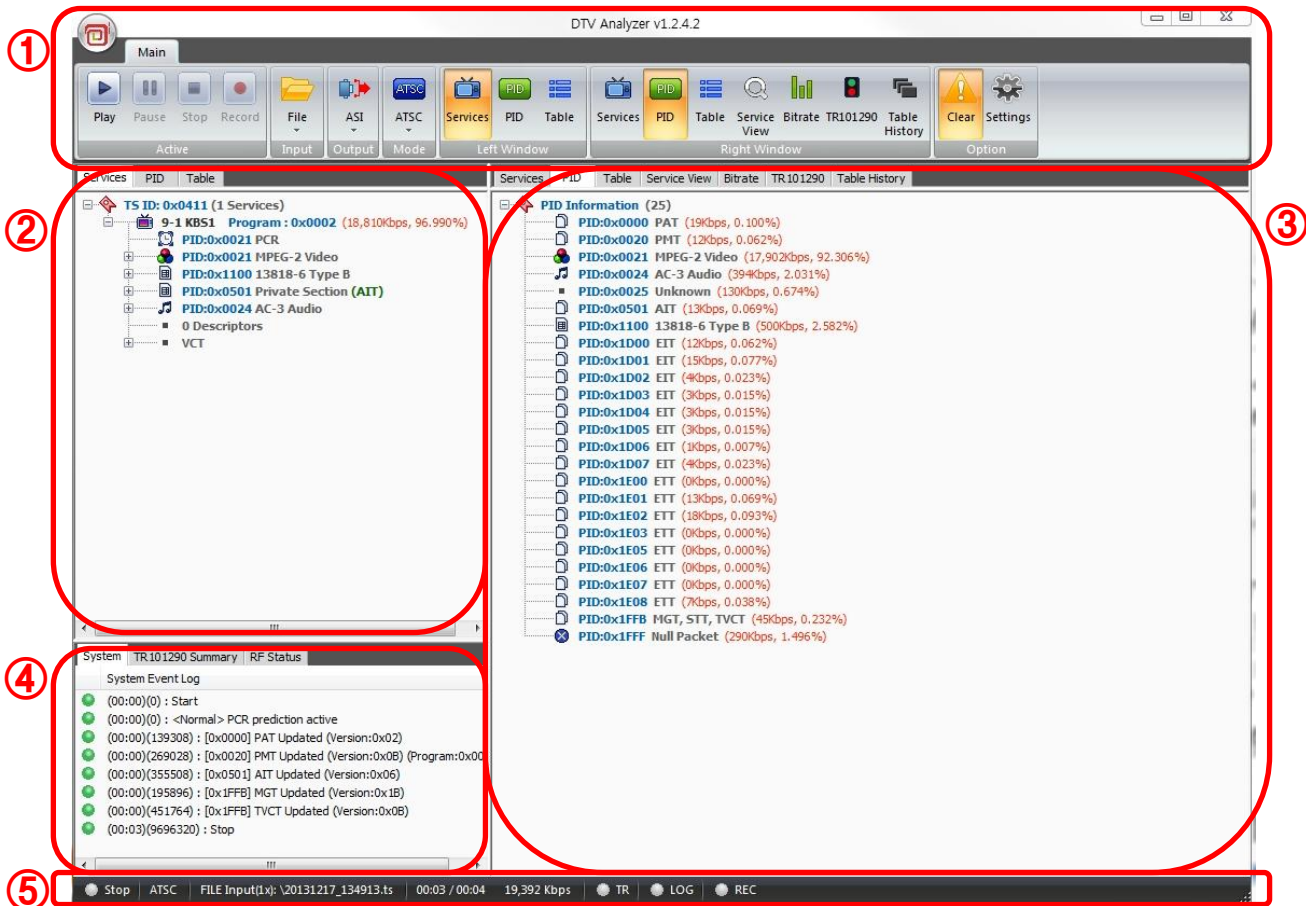 DTV Analyzer v1.2.4.2
①
Main
Play Pause Stop Record File ASI ATSC Services PID Table Services PID Table Service View Bitrate TR101290 Table History Clear Settings
Active Input Output Mode Left Window Right Window Option
Services PID Table
②
TS ID: 0x0411 (1 Services)
9-1 KBS1 Program : 0x0002 (18,810Kbps, 96.990%)
PID:0x0021 PCR
PID:0x0021 MPEG-2 Video
PID:0x1100 13818-6 Type B
PID:0x0501 Private Section (AIT)
PID:0x0024 AC-3 Audio
0 Descriptors
VCT
Services PID Table Service View Bitrate TR101290 Table History
③
PID Information (25)
PID:0x0000 PAT (19Kbps, 0.100%)
PID:0x0020 PMT (12Kbps, 0.062%)
PID:0x0021 MPEG-2 Video (17,902Kbps, 92.306%)
PID:0x0024 AC-3 Audio (394Kbps, 2.031%)
PID:0x0025 Unknown (130Kbps, 0.674%)
PID:0x0501 AIT (13Kbps, 0.069%)
PID:0x1100 13818-6 Type B (500Kbps, 2.582%)
PID:0x1D00 EIT (12Kbps, 0.062%)
PID:0x1D01 EIT (15Kbps, 0.077%)
PID:0x1D02 EIT (4Kbps, 0.023%)
PID:0x1D03 EIT (3Kbps, 0.015%)
PID:0x1D04 EIT (3Kbps, 0.015%)
PID:0x1D05 EIT (3Kbps, 0.015%)
PID:0x1D06 EIT (1Kbps, 0.007%)
PID:0x1D07 EIT (4Kbps, 0.023%)
PID:0x1E00 ETT (0Kbps, 0.000%)
PID:0x1E01 ETT (13Kbps, 0.069%)
PID:0x1E02 ETT (18Kbps, 0.093%)
PID:0x1E03 ETT (0Kbps, 0.000%)
PID:0x1E05 ETT (0Kbps, 0.000%)
PID:0x1E06 ETT (0Kbps, 0.000%)
PID:0x1E07 ETT (0Kbps, 0.000%)
PID:0x1E08 ETT (7Kbps, 0.038%)
PID:0x1FFB MGT, STT, TVCT (45Kbps, 0.232%)
PID:0x1FFF Null Packet (290Kbps, 1.496%)
④
System TR101290 Summary RF Status
System Event Log
(00:00)(0) : Start
(00:00)(0) : <Normal> PCR prediction active
(00:00)(139308) : [0x0000] PAT Updated (Version:0x02)
(00:00)(269028) : [0x0020] PMT Updated (Version:0x0B) (Program:0x00
(00:00)(355508) : [0x0501] AIT Updated (Version:0x06)
(00:00)(195896) : [0x1FFB] MGT Updated (Version:0x1B)
(00:00)(451764) : [0x1FFB] TVCT Updated (Version:0x0B)
(00:03)(9696320) : Stop
⑤
Stop ATSC FILE Input(1x): \20131217_134913.ts 00:03 / 00:04 19,392 Kbps TR LOG REC